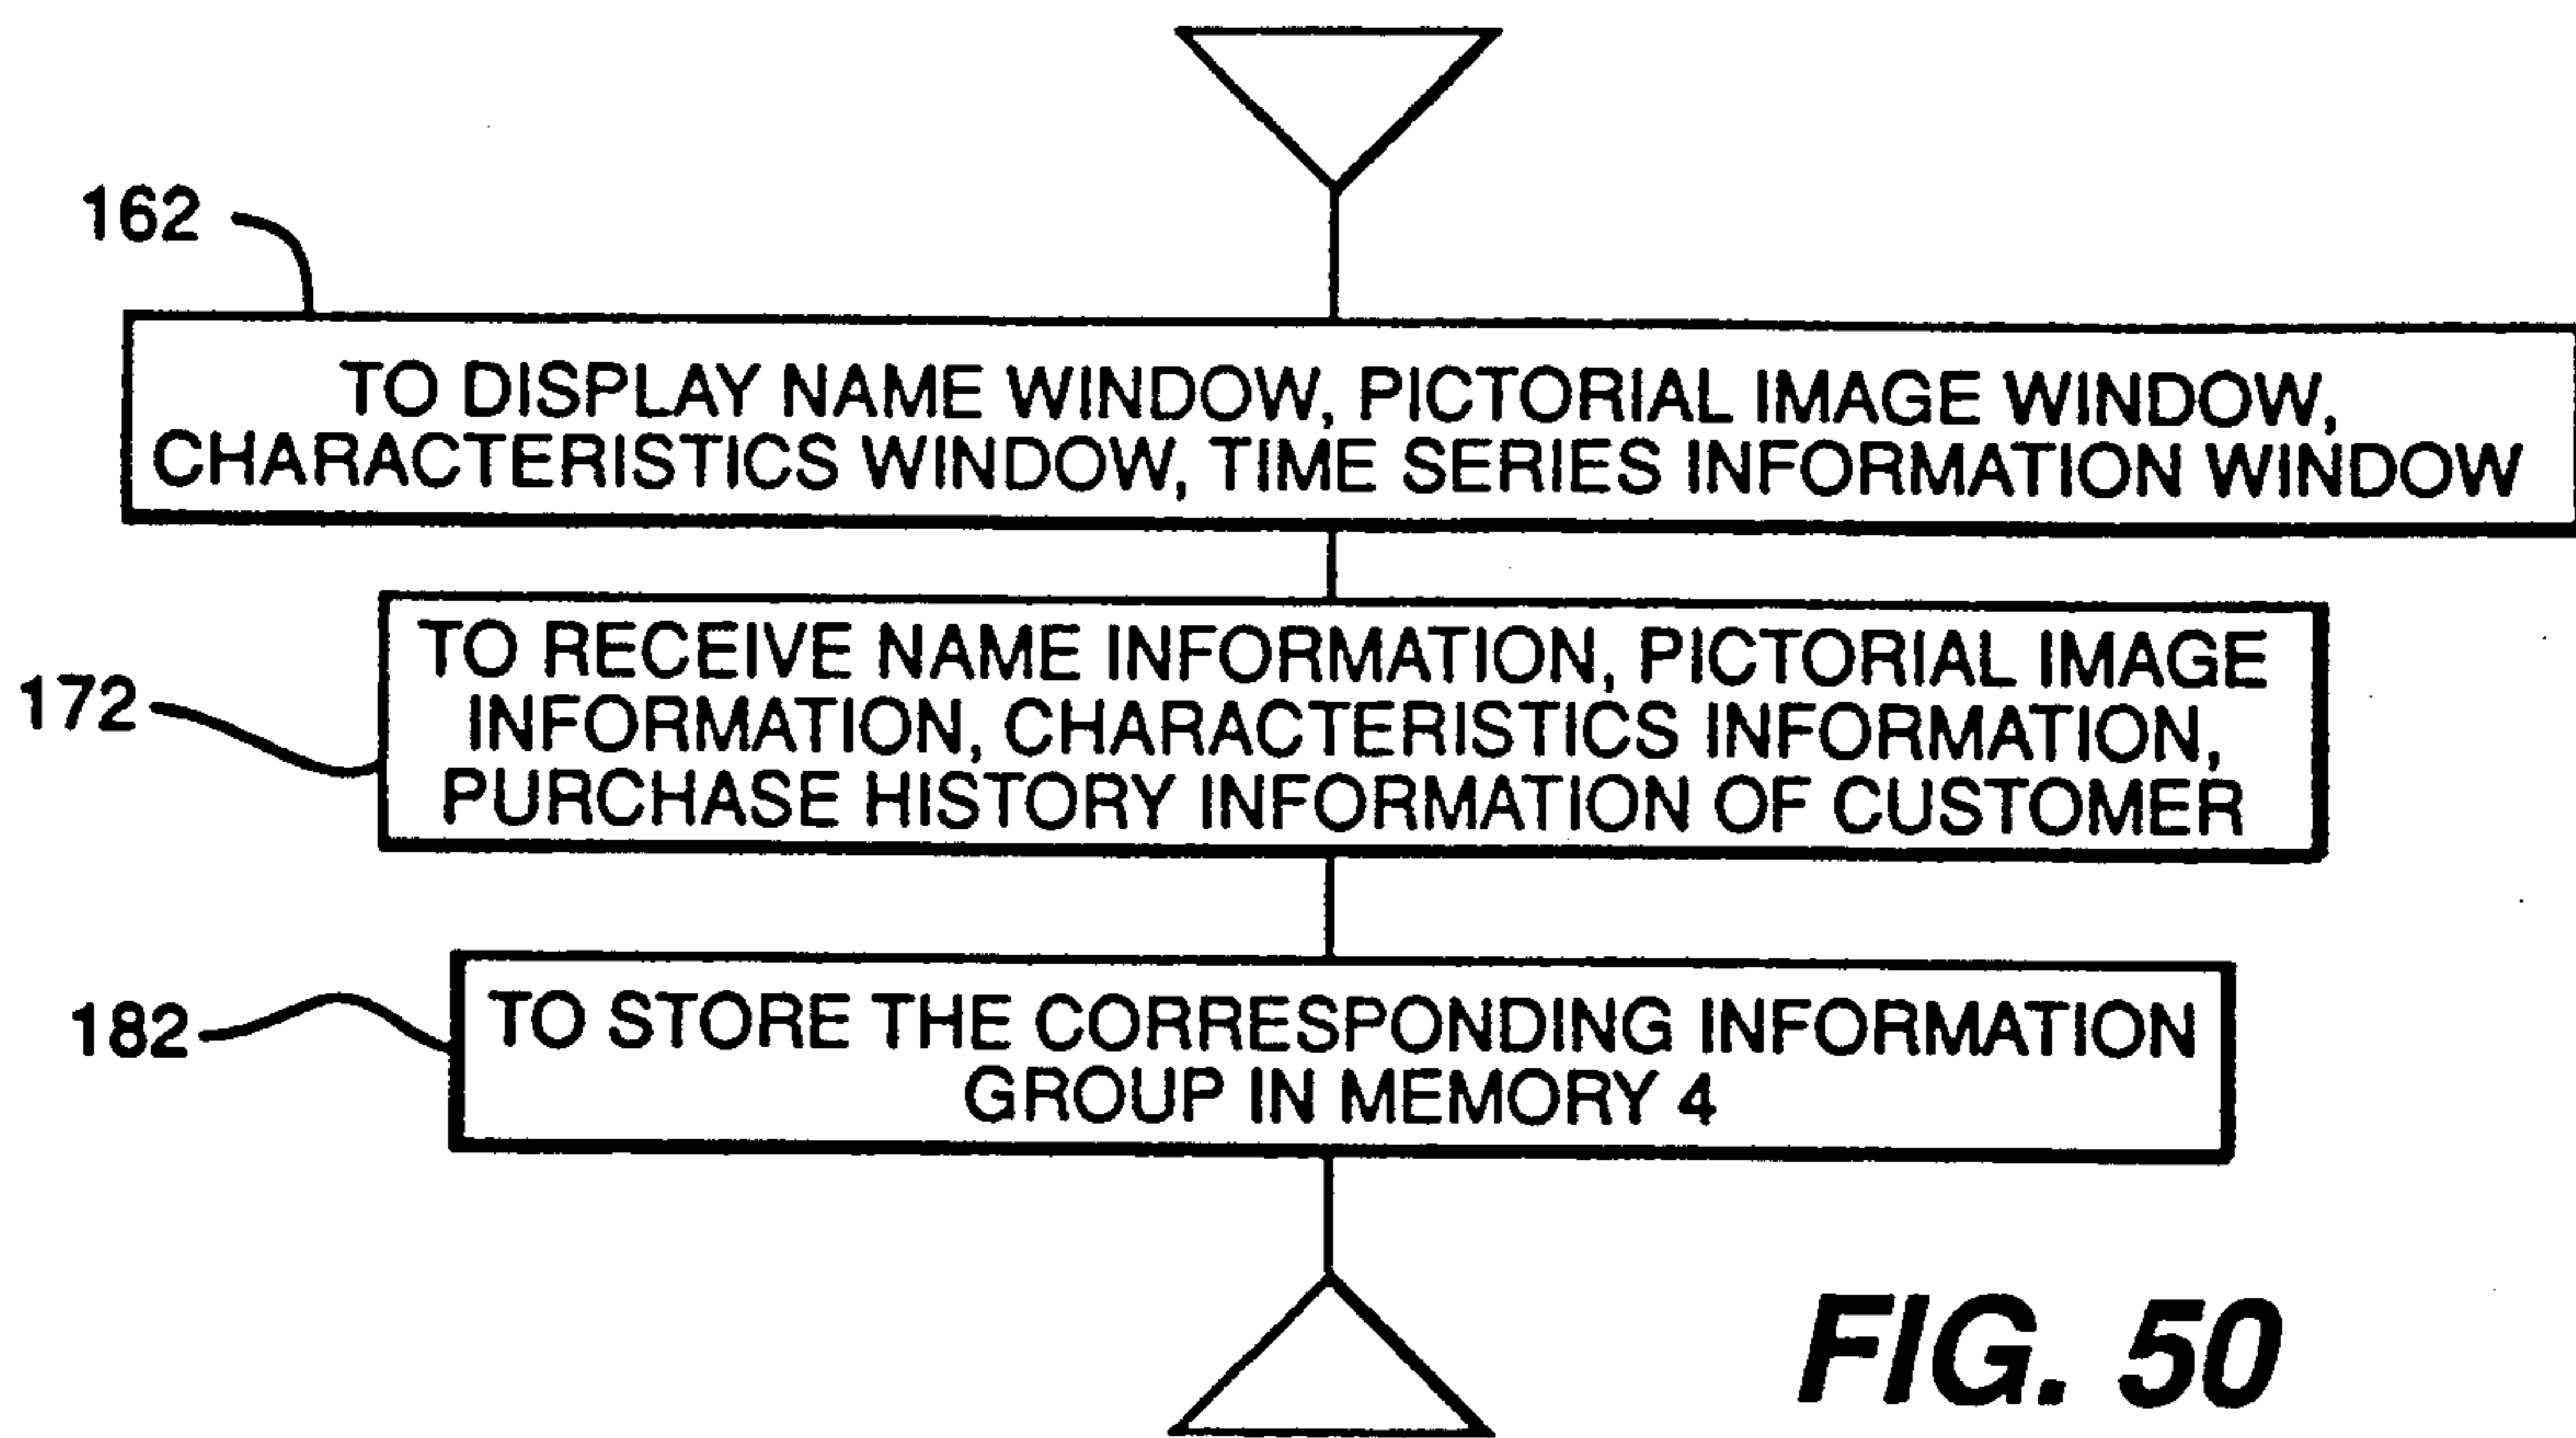 162
TO DISPLAY NAME WINDOW, PICTORIAL IMAGE WINDOW,
CHARACTERISTICS WINDOW, TIME SERIES INFORMATION WINDOW
172
TO RECEIVE NAME INFORMATION, PICTORIAL IMAGE
INFORMATION, CHARACTERISTICS INFORMATION,
PURCHASE HISTORY INFORMATION OF CUSTOMER
182
TO STORE THE CORRESPONDING INFORMATION
GROUP IN MEMORY 4
FIG. 50